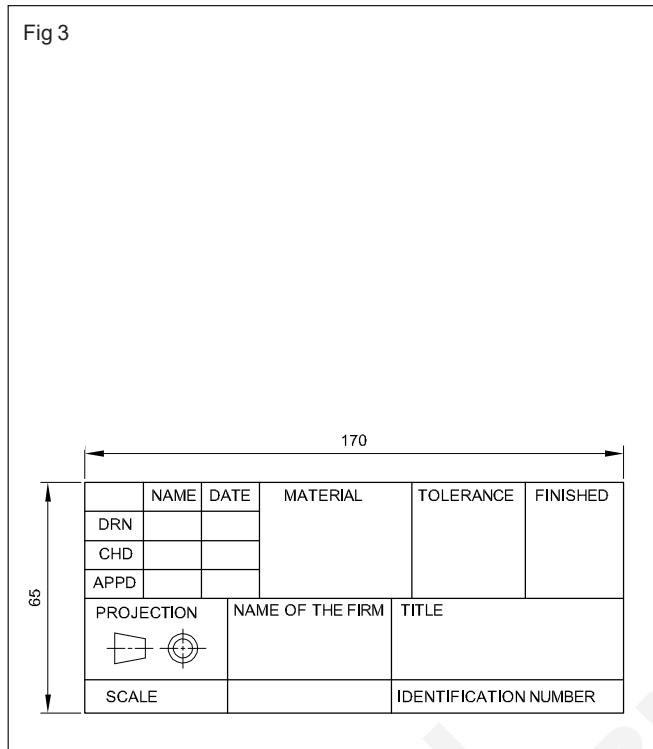 Fig 3
170
65
NAME DATE MATERIAL TOLERANCE FINISHED
DRN
CHD
APPD
PROJECTION NAME OF THE FIRM TITLE
SCALE IDENTIFICATION NUMBER